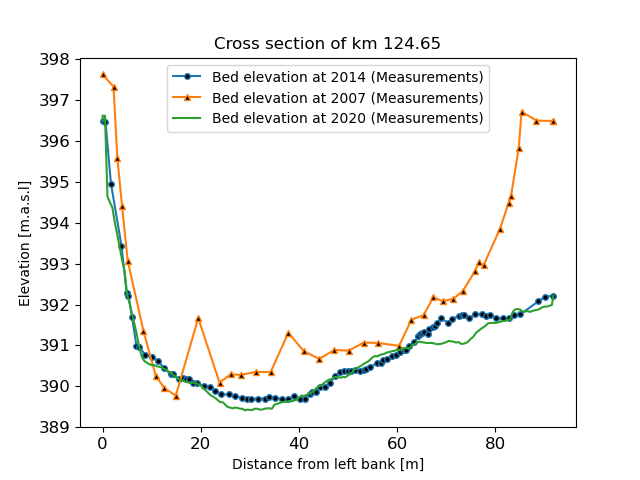 Cross section of km 124.65
Bed elevation at 2014 (Measurements)
Bed elevation at 2007 (Measurements)
Bed elevation at 2020 (Measurements)
398
397
396
395
394
393
392
391
390
389
Elevation [m.a.s.l]
0 20 40 60 80
Distance from left bank [m]